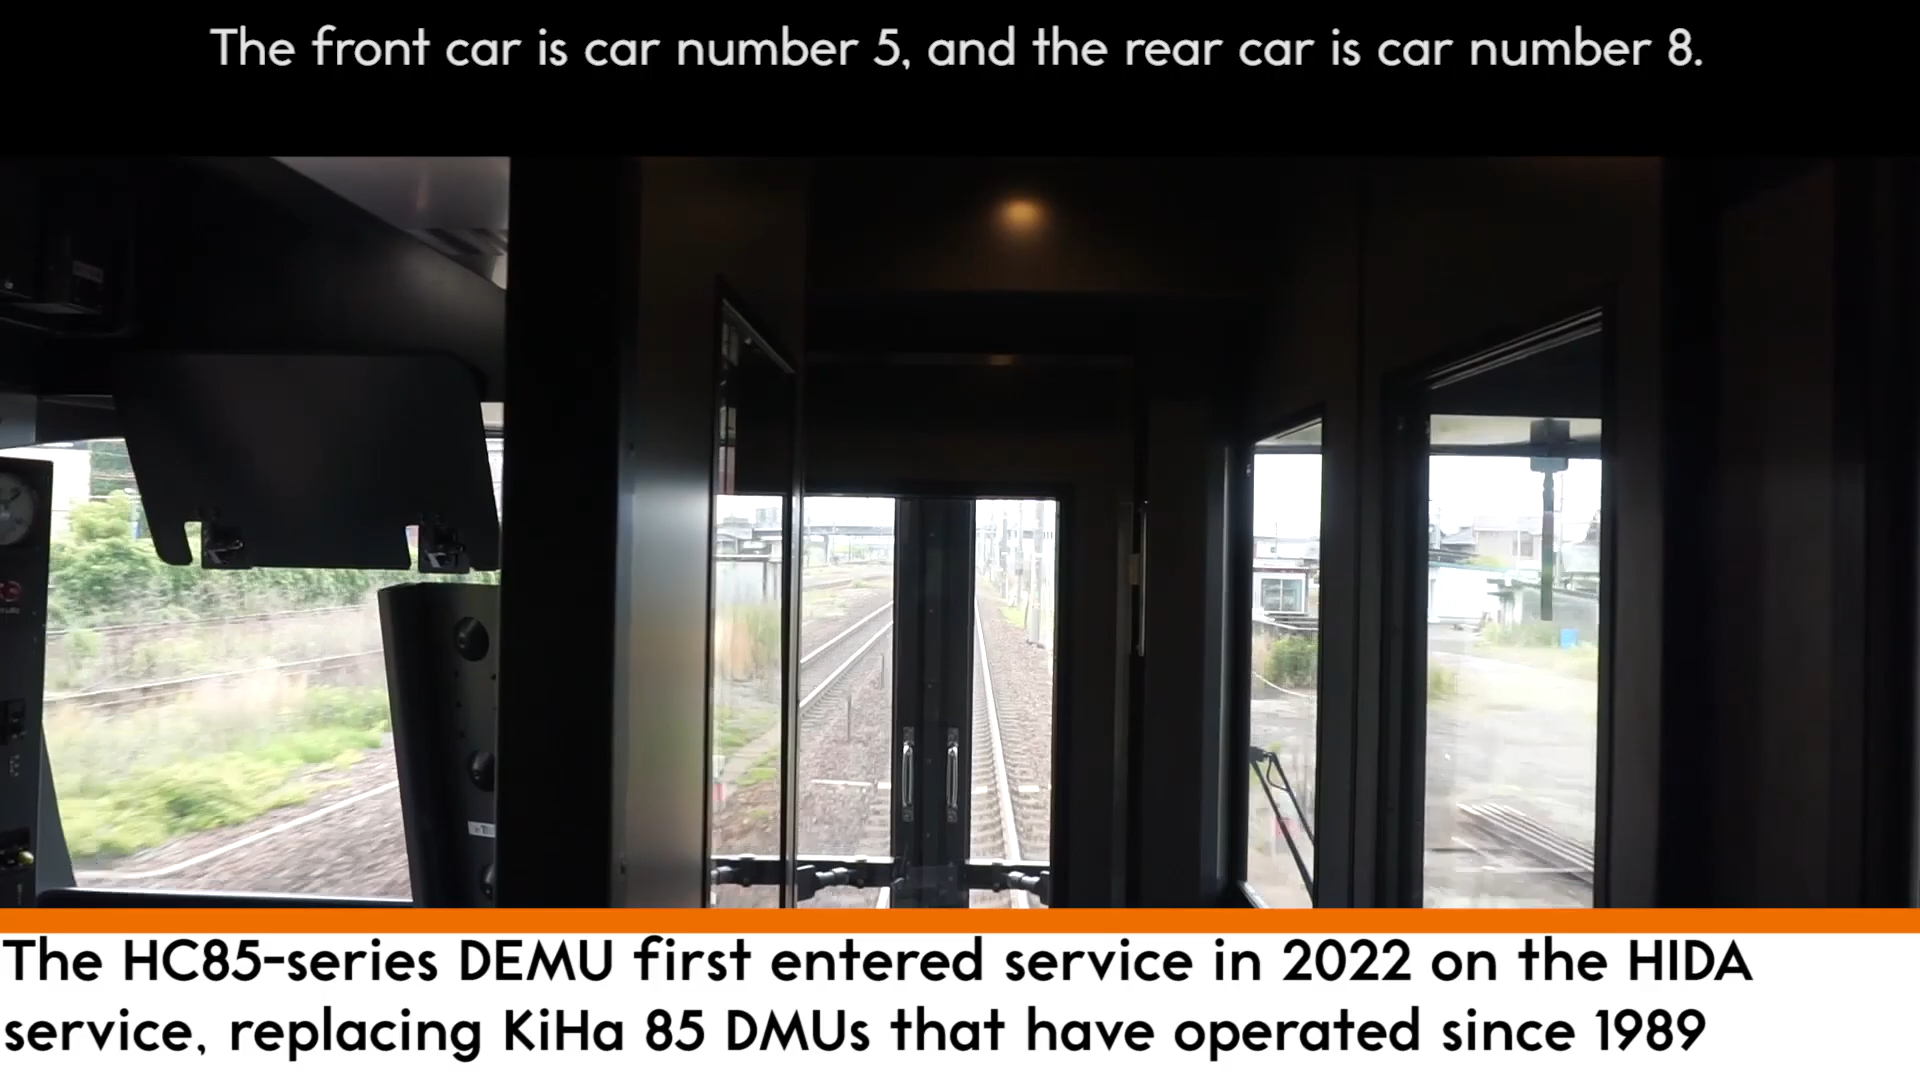 The front car is car number 5, and the rear car is car number 8.
The HC85-series DEMU first entered service in 2022 on the HIDA
service, replacing KiHa 85 DMUs that have operated since 1989